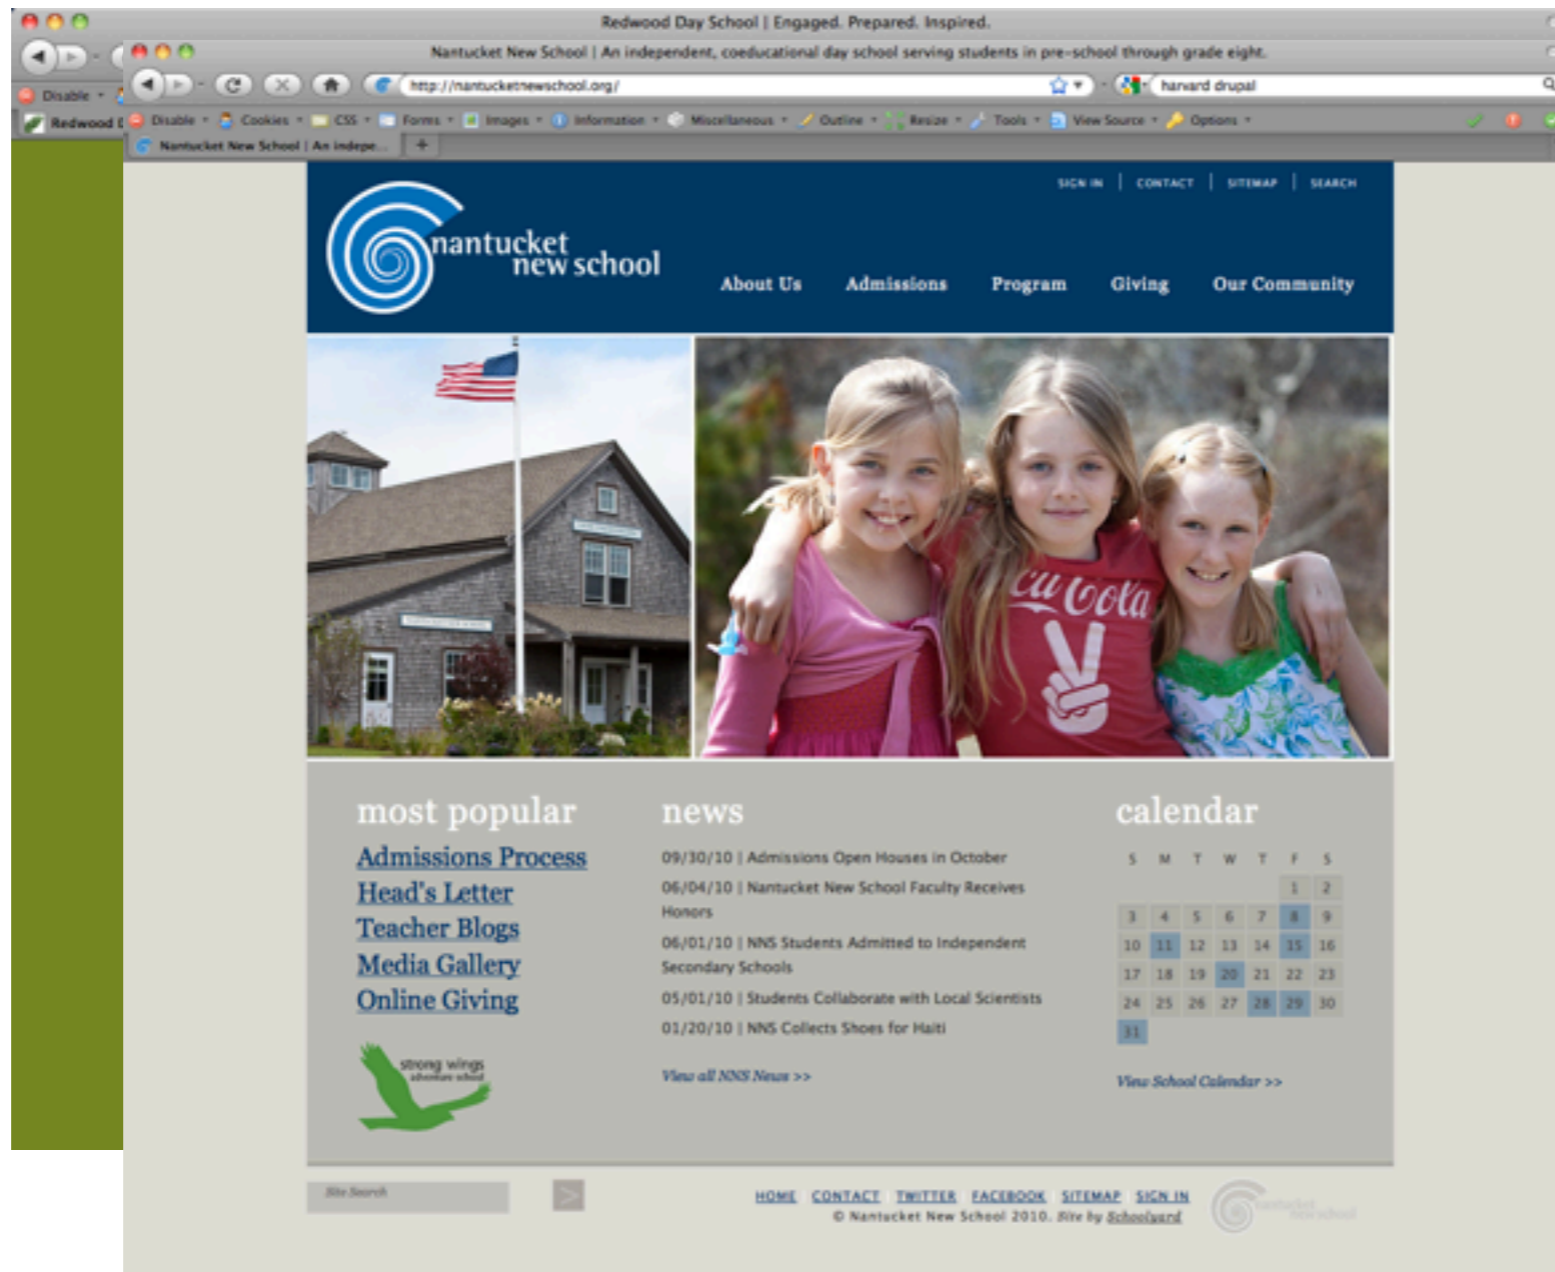 Redwood Day School | Engaged. Prepared. Inspired.
Nantucket New School | An independent, coeducational day school serving students in pre-school through grade eight.
http://nantucketnewschool.org/
harvard drupal
Disable
Disable Cookies CSS Forms Images Information Miscellaneous Outline Resize Tools View Source Options
Redwood
Nantucket New School | An indepe...
SIGN IN | CONTACT | SITEMAP | SEARCH
nantucket
new school
About Us Admissions Program Giving Our Community
Cola
most popular
Admissions Process
Head's Letter
Teacher Blogs
Media Gallery
Online Giving
strong wings
adventure school
news
09/30/10 | Admissions Open Houses in October
06/04/10 | Nantucket New School Faculty Receives
Honors
06/01/10 | NNS Students Admitted to Independent
Secondary Schools
05/01/10 | Students Collaborate with Local Scientists
01/20/10 | NNS Collects Shoes for Haiti
View all NNS News >>
calendar
S M T W T F S
1 2
3 4 5 6 7 8 9
10 11 12 13 14 15 16
17 18 19 20 21 22 23
24 25 26 27 28 29 30
31
View School Calendar >>
Site Search
>
HOME CONTACT TWITTER FACEBOOK SITEMAP SIGN IN
© Nantucket New School 2010. Site by Schoolyard
nantucket
new school